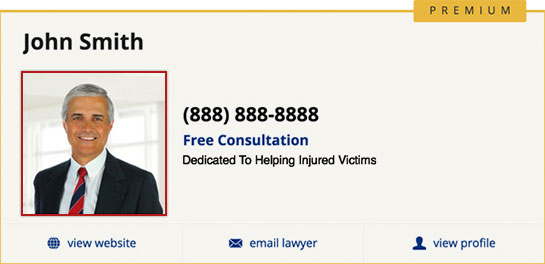 PREMIUM
John Smith
(888) 888-8888
Free Consultation
Dedicated To Helping Injured Victims
view website
email lawyer
view profile